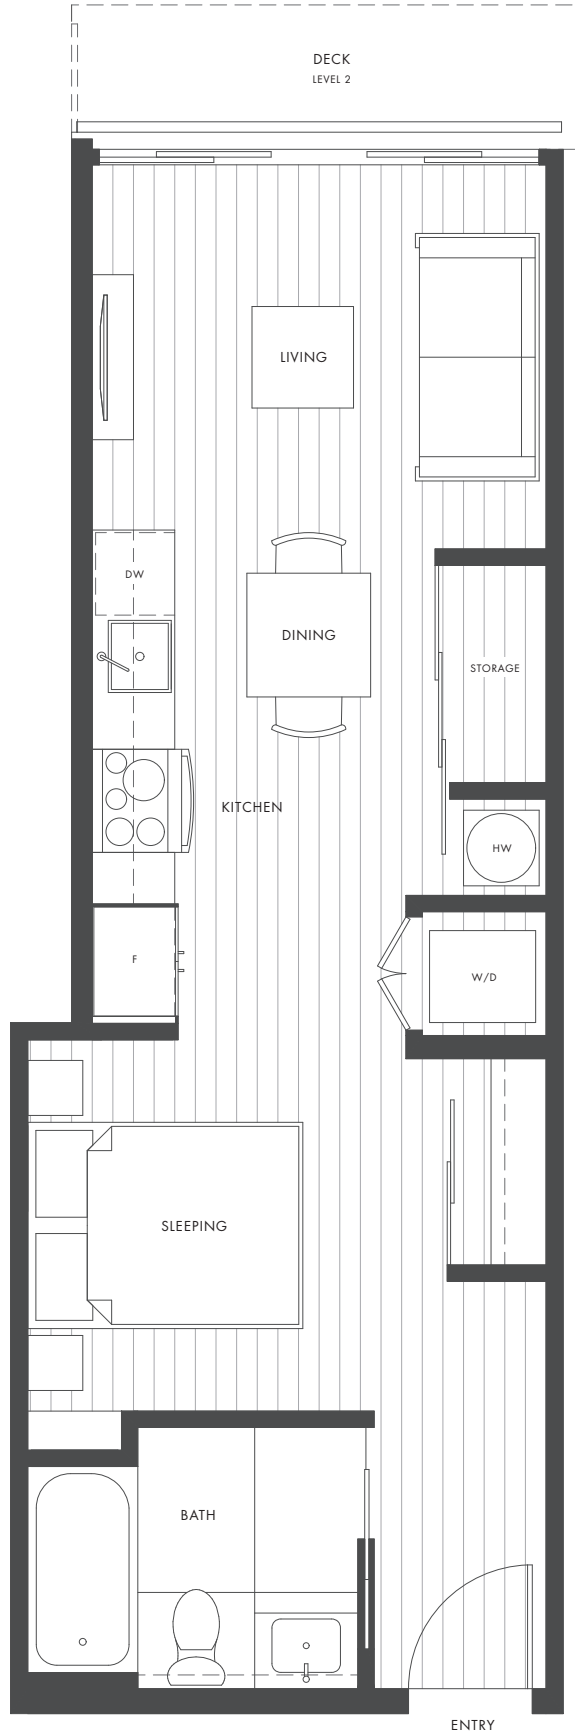 DECK
LEVEL 2
LIVING
DW
DINING
STORAGE
KITCHEN
HW
F
W/D
SLEEPING
BATH
ENTRY